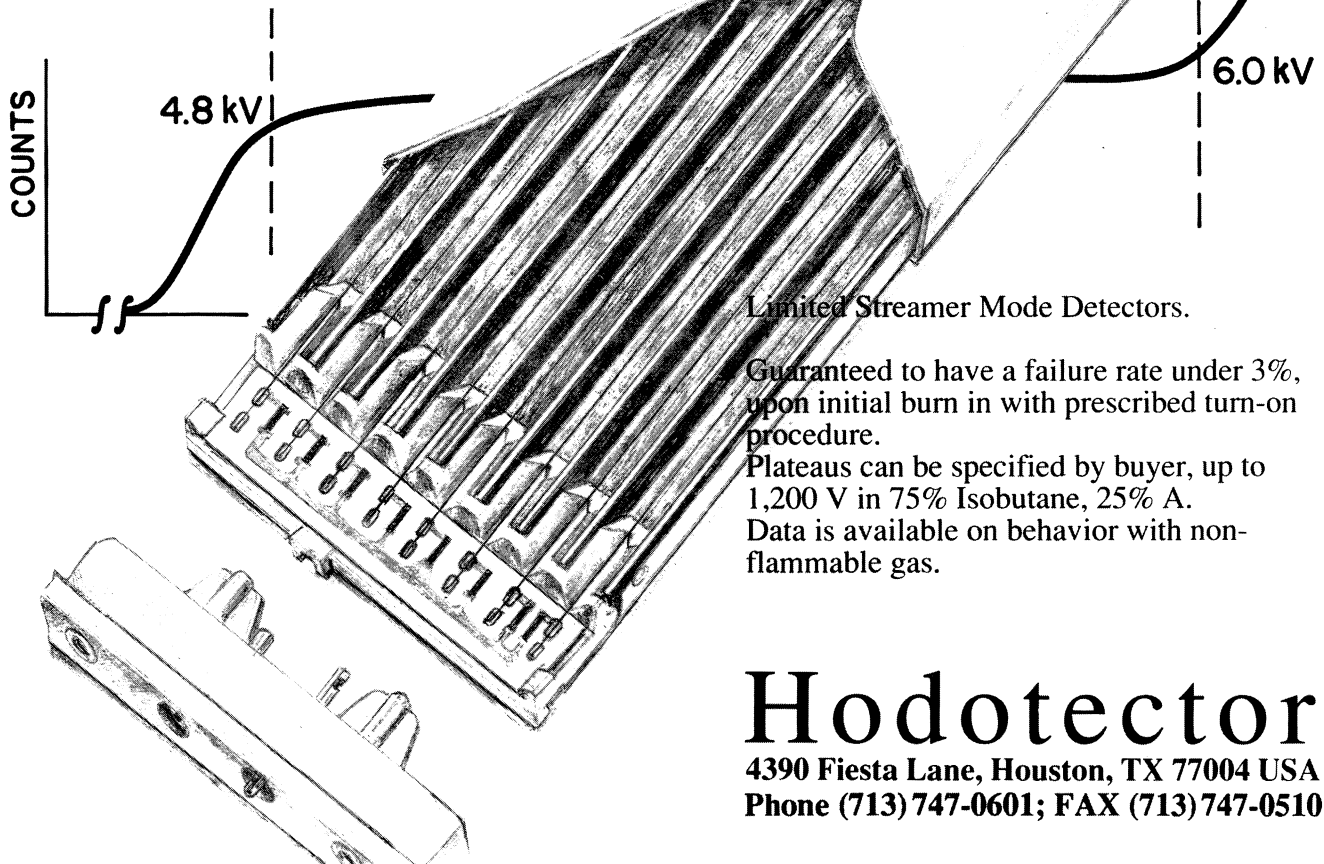 4.8 kV
6.0 kV
COUNTS
Limited Streamer Mode Detectors.
Guaranteed to have a failure rate under 3%,
upon initial burn in with prescribed turn-on
procedure.
Plateaus can be specified by buyer, up to
1,200 V in 75% Isobutane, 25% A.
Data is available on behavior with non-
flammable gas.
Hodotector
4390 Fiesta Lane, Houston, TX 77004 USA
Phone (713) 747-0601; FAX (713) 747-0510